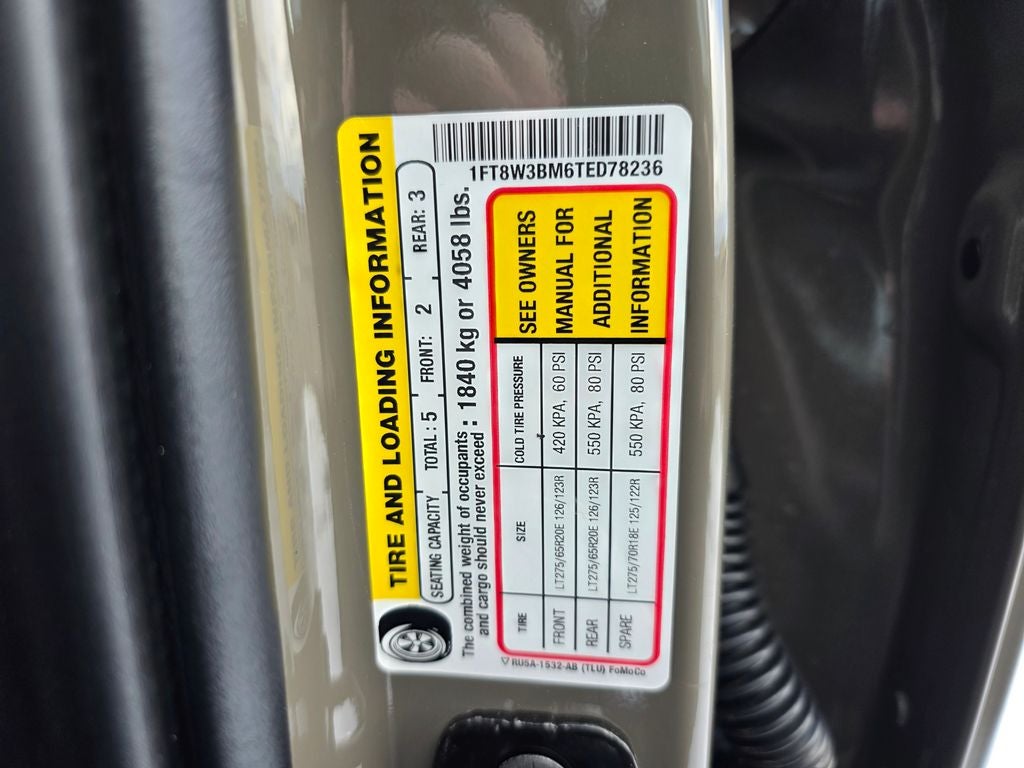 TIRE AND LOADING INFORMATION
SEATING CAPACITY TOTAL : 5 FRONT: 2 REAR: 3
The combined weight of occupants
and cargo should never exceed : 1840 kg or 4058 lbs.
1FT8W3BM6TED78236
TIRE SIZE COLD TIRE PRESSURE
FRONT LT275/65R20E 126/123R 420 KPA, 60 PSI
REAR LT275/65R20E 126/123R 550 KPA, 80 PSI
SPARE LT275/70R18E 125/122R 550 KPA, 80 PSI
SEE OWNERS
MANUAL FOR
ADDITIONAL
INFORMATION
RU5A-1532-AB (TLU) FoMoCo